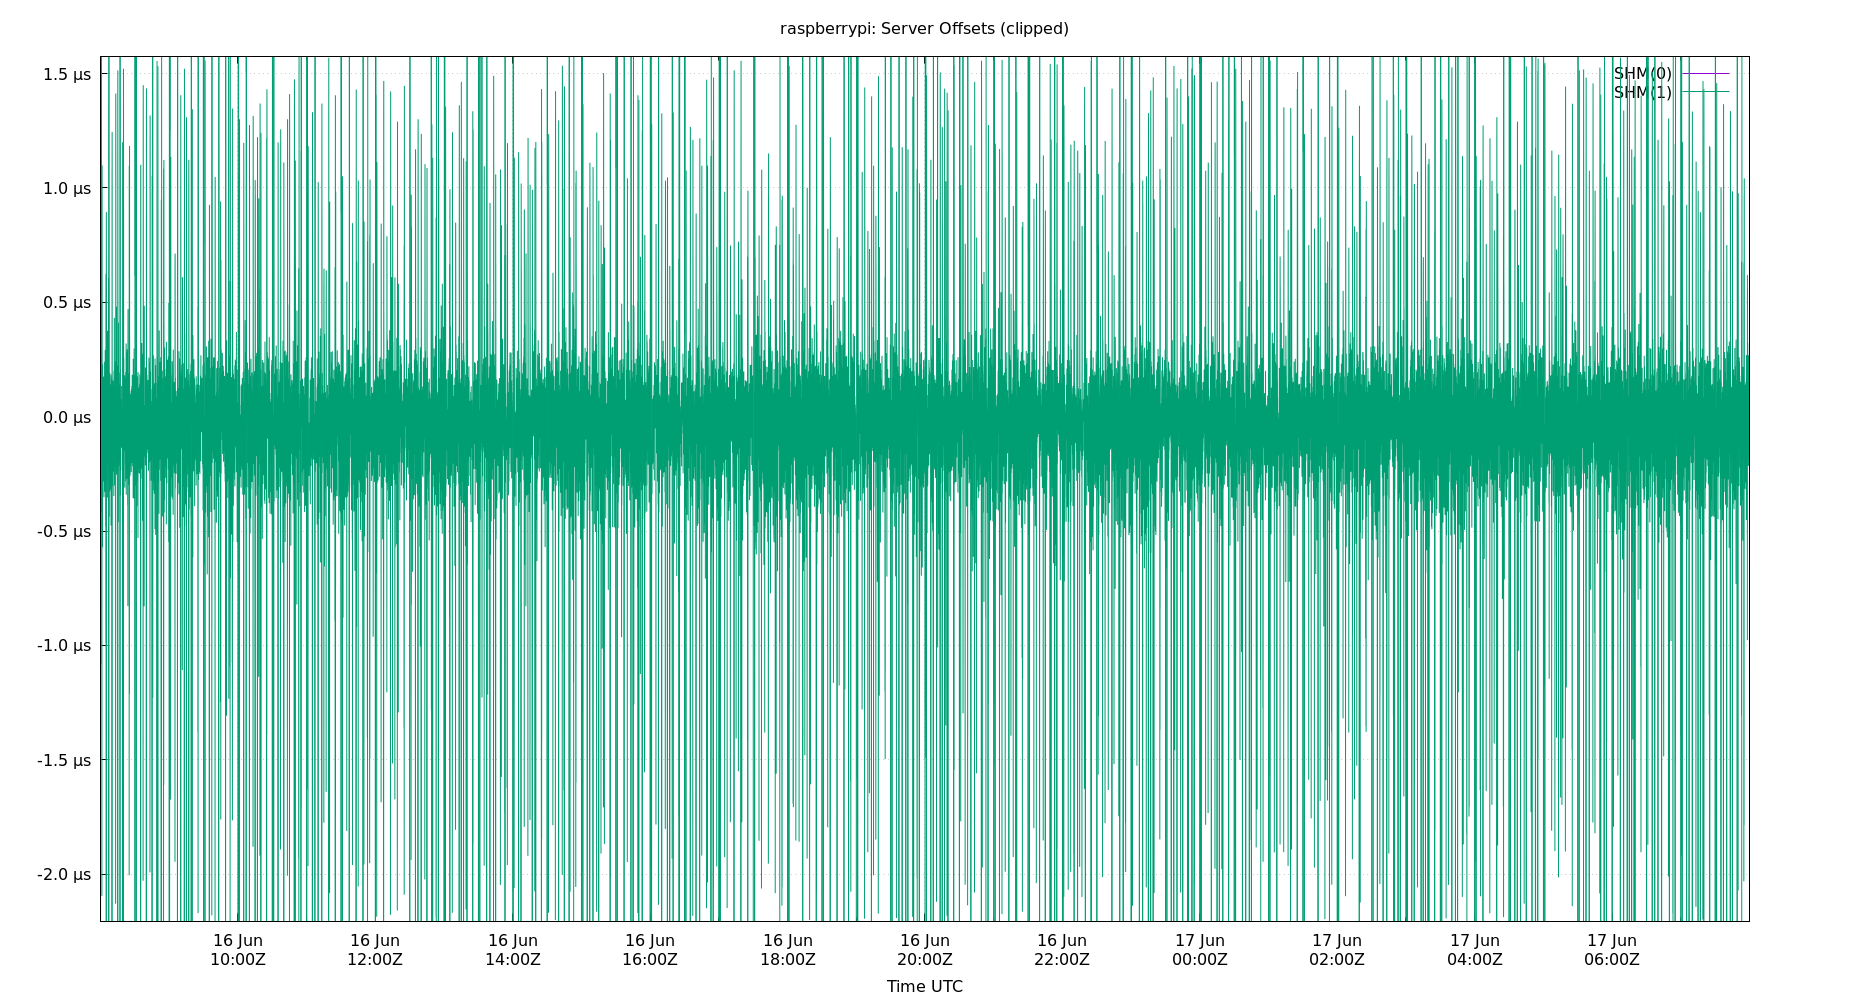 raspberrypi: Server Offsets (clipped)
SHM(0)
SHM(1)
1.5 µs
1.0 µs
0.5 µs
0.0 µs
-0.5 µs
-1.0 µs
-1.5 µs
-2.0 µs
16 Jun 16 Jun 16 Jun 16 Jun 16 Jun 16 Jun 16 Jun 17 Jun 17 Jun 17 Jun 17 Jun
10:00Z 12:00Z 14:00Z 16:00Z 18:00Z 20:00Z 22:00Z 00:00Z 02:00Z 04:00Z 06:00Z
Time UTC